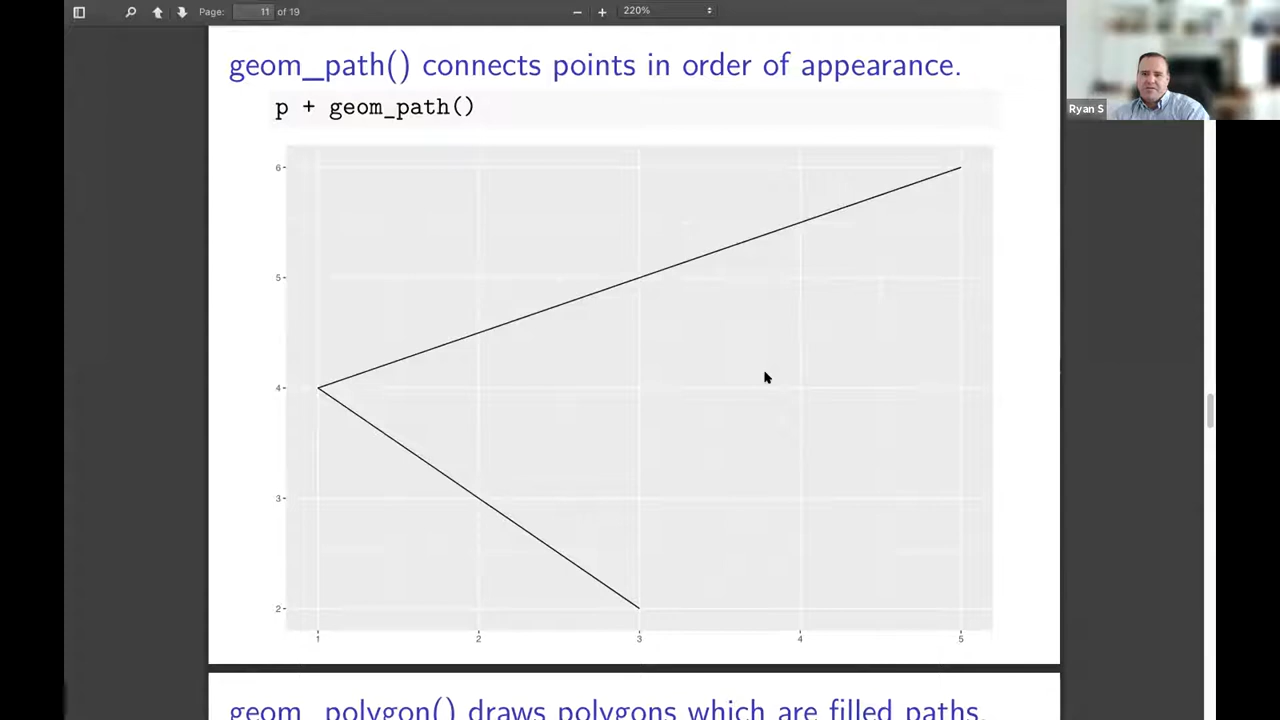 Page: 11 of 19
220%
Ryan S
geom_path() connects points in order of appearance.
p + geom_path()
6
5
4
3
2
1 2 3 4 5
geom_polygon() draws polygons which are filled paths.